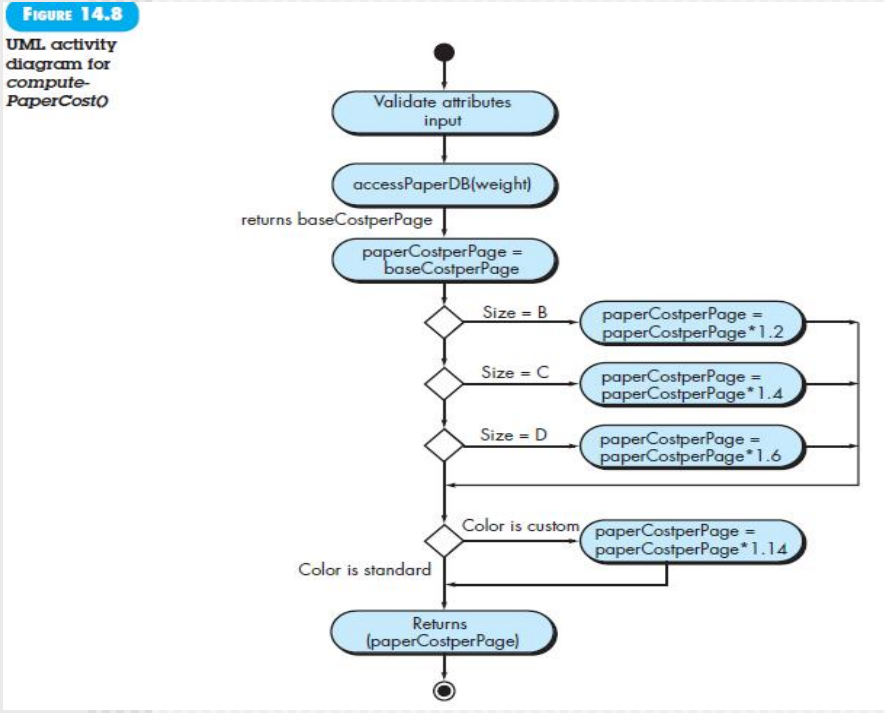 FIGURE 14.8
UML activity
diagram for
compute-
PaperCost()
Validate attributes
input
accessPaperDB(weight)
returns baseCostperPage
paperCostperPage =
baseCostperPage
Size = B
paperCostperPage =
paperCostperPage*1.2
Size = C
paperCostperPage =
paperCostperPage*1.4
Size = D
paperCostperPage =
paperCostperPage*1.6
Color is custom
paperCostperPage =
paperCostperPage*1.14
Color is standard
Returns
(paperCostperPage)